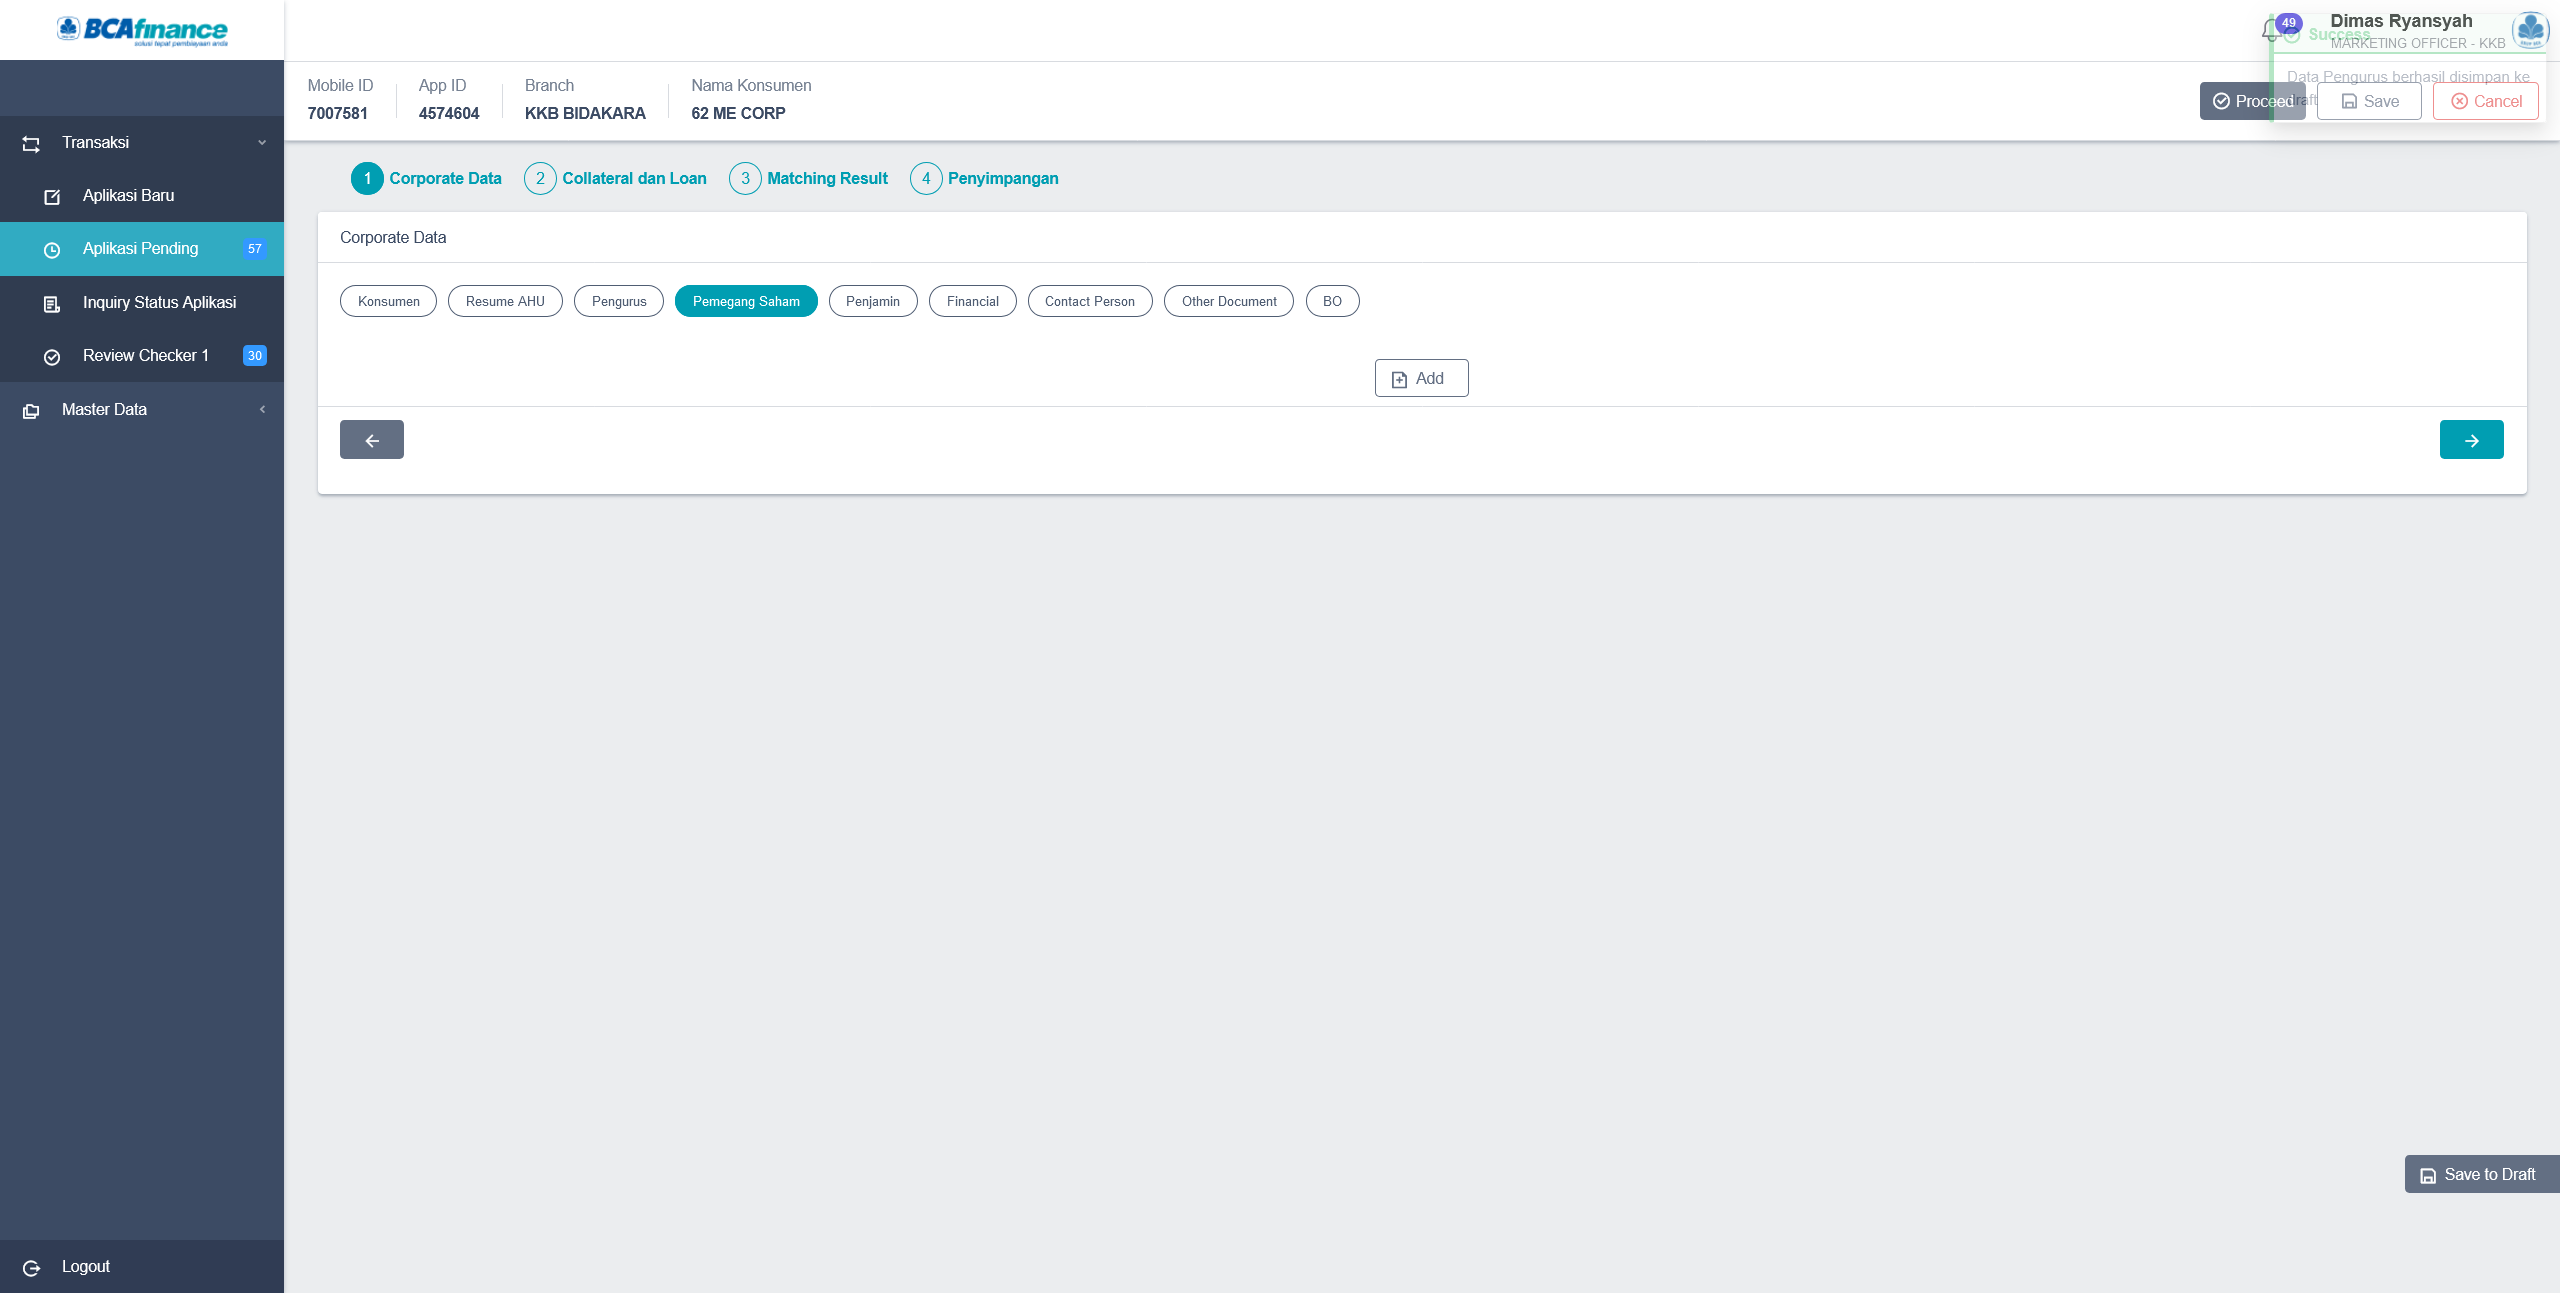 BCAfinance
solusi tepat pembiayaan anda
49
Dimas Ryansyah
MARKETING OFFICER - KKB
Success
Data Pengurus berhasil disimpan ke
draft
Mobile ID
7007581
App ID
4574604
Branch
KKB BIDAKARA
Nama Konsumen
62 ME CORP
Proceed
Save
Cancel
Transaksi
Aplikasi Baru
Aplikasi Pending 57
Inquiry Status Aplikasi
Review Checker 1 30
Master Data
Logout
1 Corporate Data 2 Collateral dan Loan 3 Matching Result 4 Penyimpangan
Corporate Data
Konsumen Resume AHU Pengurus Pemegang Saham Penjamin Financial Contact Person Other Document BO
Add
Save to Draft